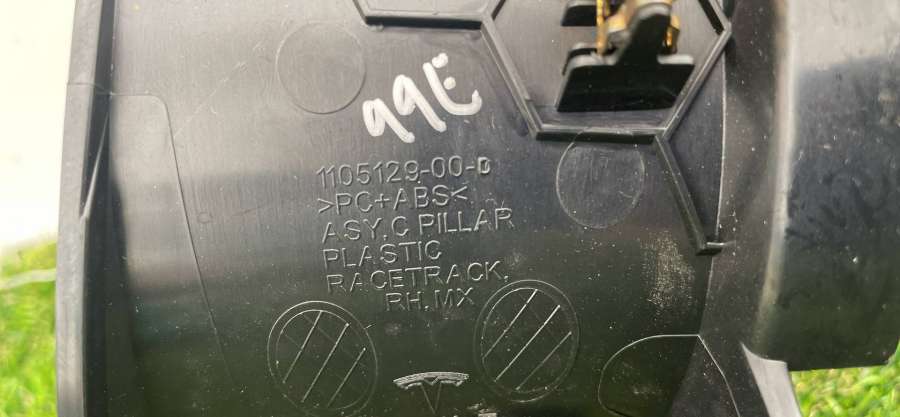 99E
1105129-00-D
>PC+ABS<
ASY, C PILLAR
PLASTIC
RACETRACK,
RH, MX